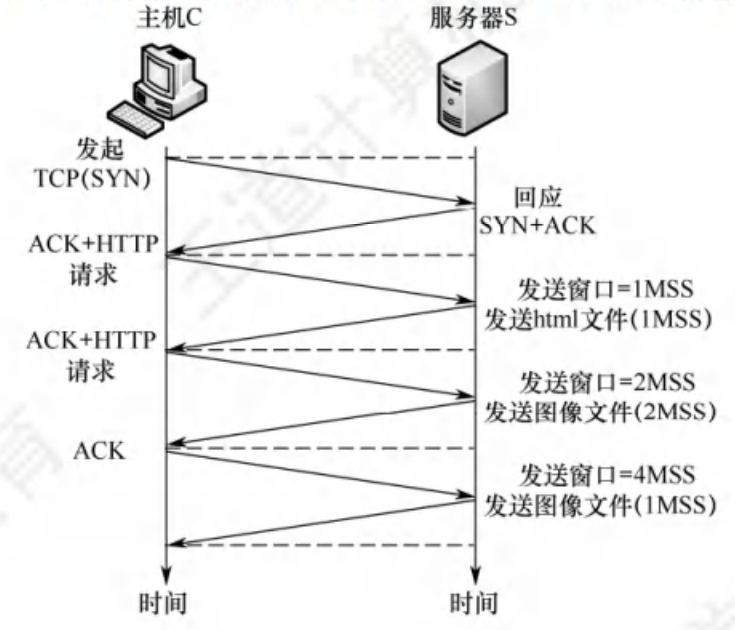 主机C
服务器S
发起
TCP(SYN)
回应
SYN+ACK
ACK+HTTP
请求
发送窗口=1MSS
发送html文件(1MSS)
ACK+HTTP
请求
发送窗口=2MSS
发送图像文件(2MSS)
ACK
发送窗口=4MSS
发送图像文件(1MSS)
时间
时间